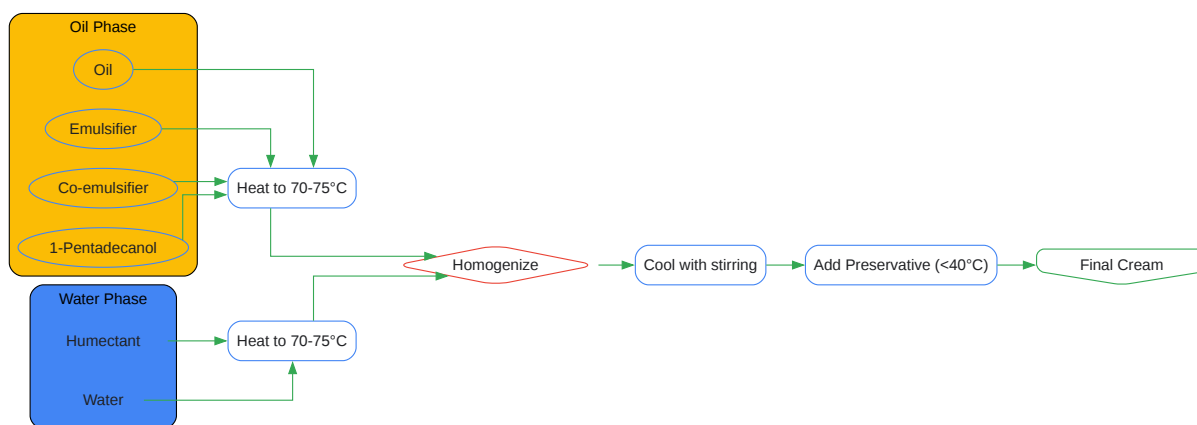 Oil Phase
Oil
Emulsifier
Co-emulsifier
1-Pentadecanol
Heat to 70-75°C
Water Phase
Humectant
Water
Heat to 70-75°C
Homogenize
Cool with stirring
Add Preservative (<40°C)
Final Cream